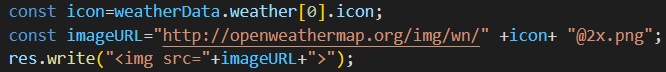 const icon=weatherData.weather[0].icon;
const imageURL="http://openweathermap.org/img/wn/" +icon+ "@2x.png";
res.write("<img src="+imageURL+">");